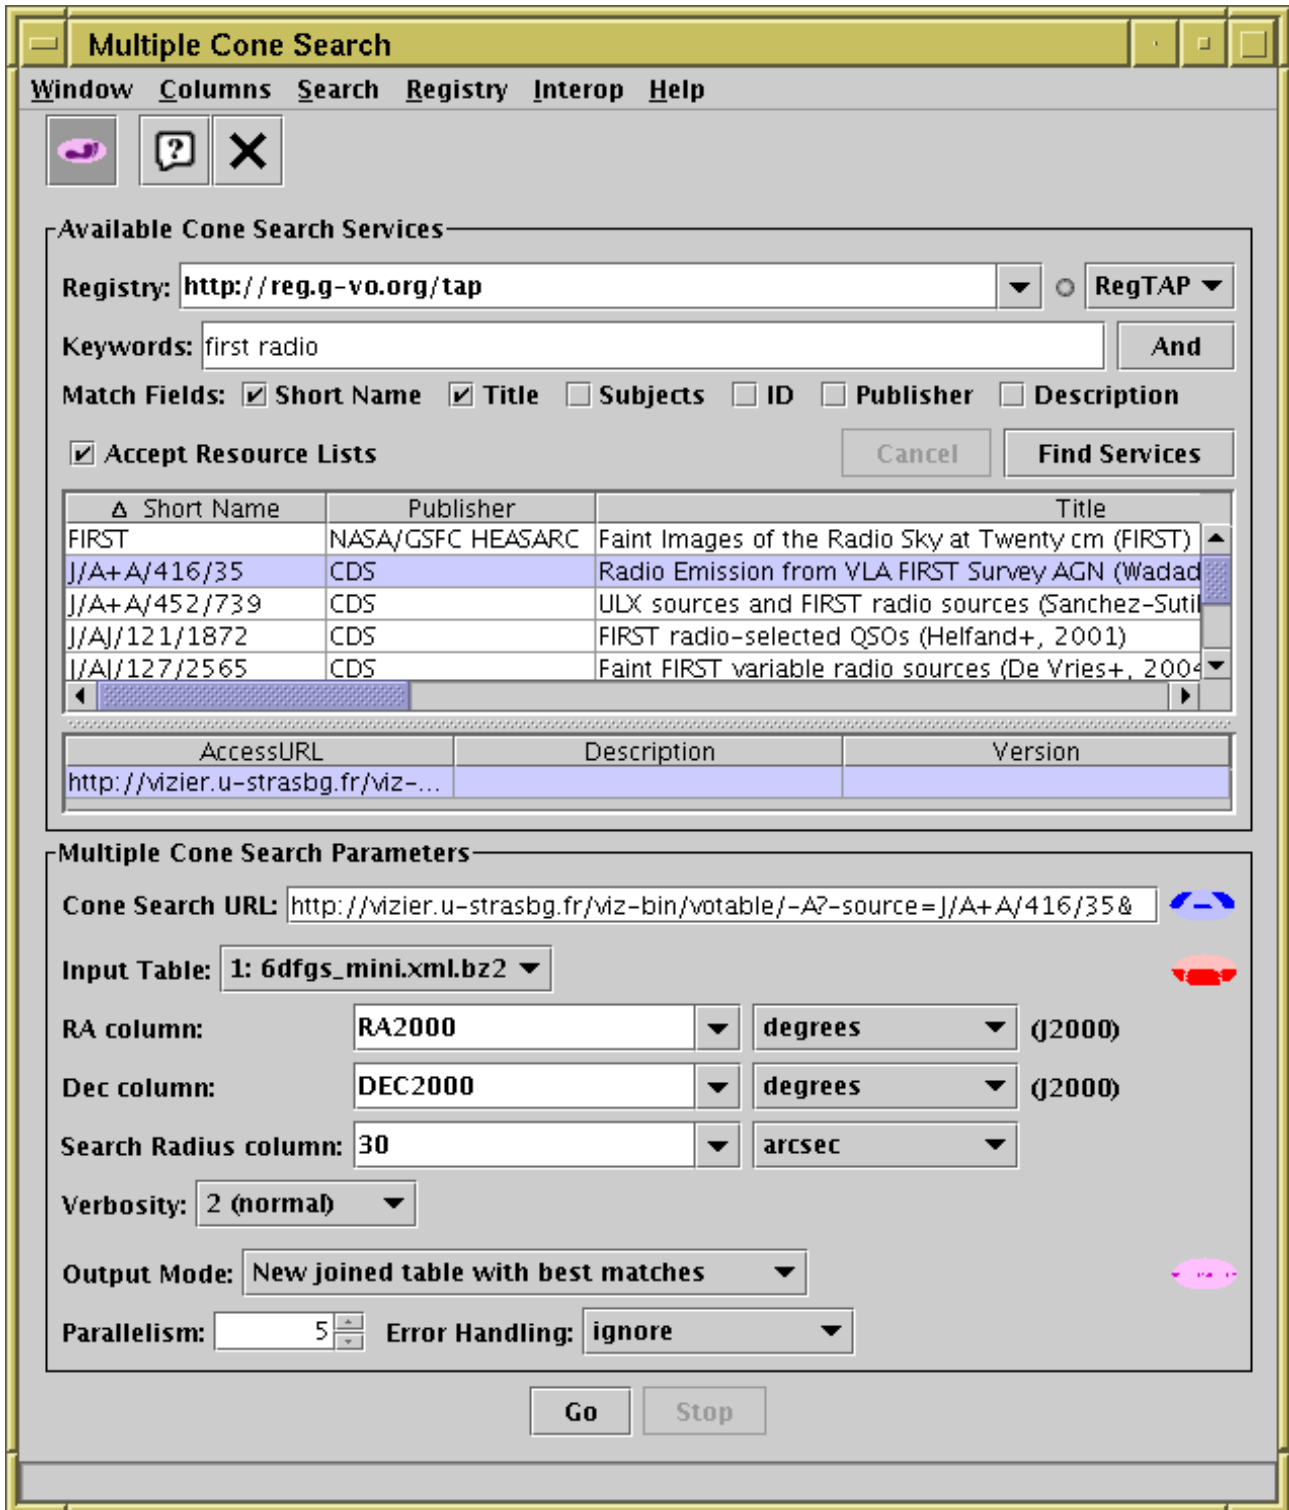 Multiple Cone Search
Window Columns Search Registry Interop Help
Available Cone Search Services
Registry: http://reg.g-vo.org/tap RegTAP
Keywords: first radio And
Match Fields: Short Name Title Subjects ID Publisher Description
Accept Resource Lists Cancel Find Services
Short Name Publisher Title
FIRST NASA/GSFC HEASARC Faint Images of the Radio Sky at Twenty cm (FIRST)
J/A+A/416/35 CDS Radio Emission from VLA FIRST Survey AGN (Wadad
J/A+A/452/739 CDS ULX sources and FIRST radio sources (Sanchez-Sutil
J/AJ/121/1872 CDS FIRST radio-selected QSOs (Helfand+, 2001)
J/AJ/127/2565 CDS Faint FIRST variable radio sources (De Vries+, 2004
AccessURL Description Version
http://vizier.u-strasbg.fr/viz-...
Multiple Cone Search Parameters
Cone Search URL: http://vizier.u-strasbg.fr/viz-bin/votable/-A?-source=J/A+A/416/35&
Input Table: 1: 6dfgs_mini.xml.bz2
RA column: RA2000 degrees (J2000)
Dec column: DEC2000 degrees (J2000)
Search Radius column: 30 arcsec
Verbosity: 2 (normal)
Output Mode: New joined table with best matches
Parallelism: 5 Error Handling: ignore
Go Stop